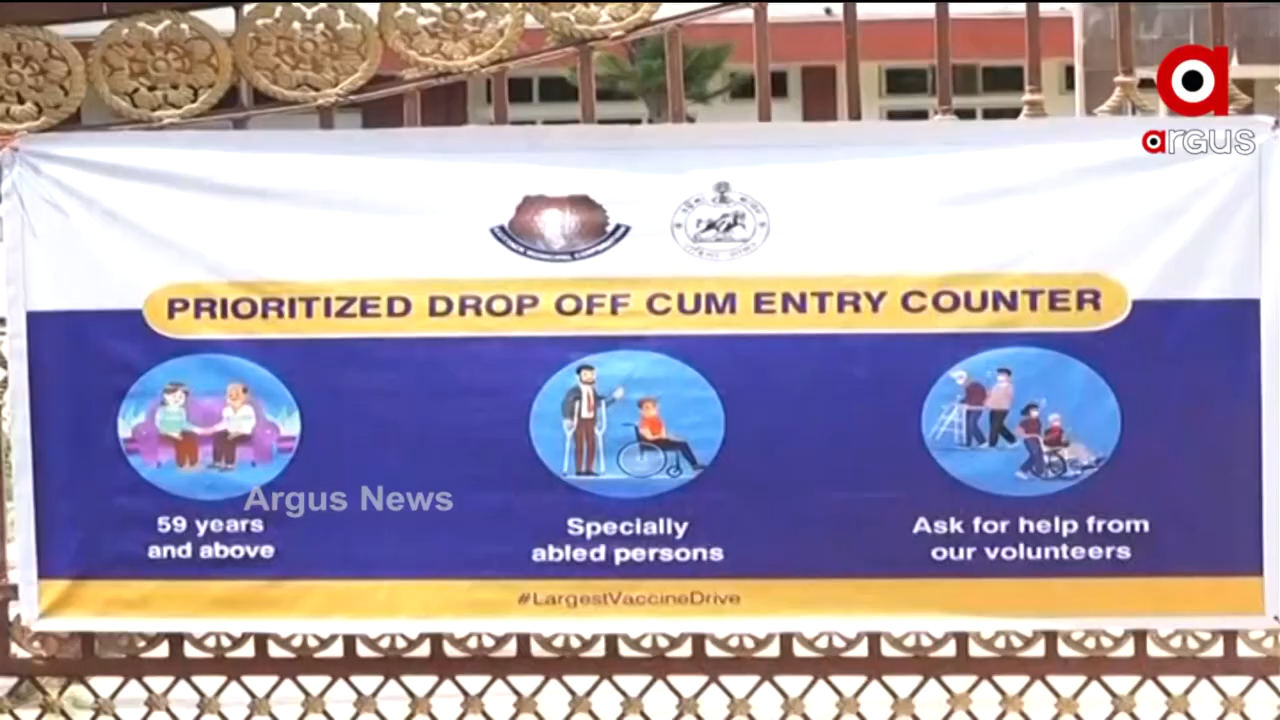 argus
PRIORITIZED DROP OFF CUM ENTRY COUNTER
Argus News
59 years
and above
Specially
abled persons
Ask for help from
our volunteers
#LargestVaccineDrive